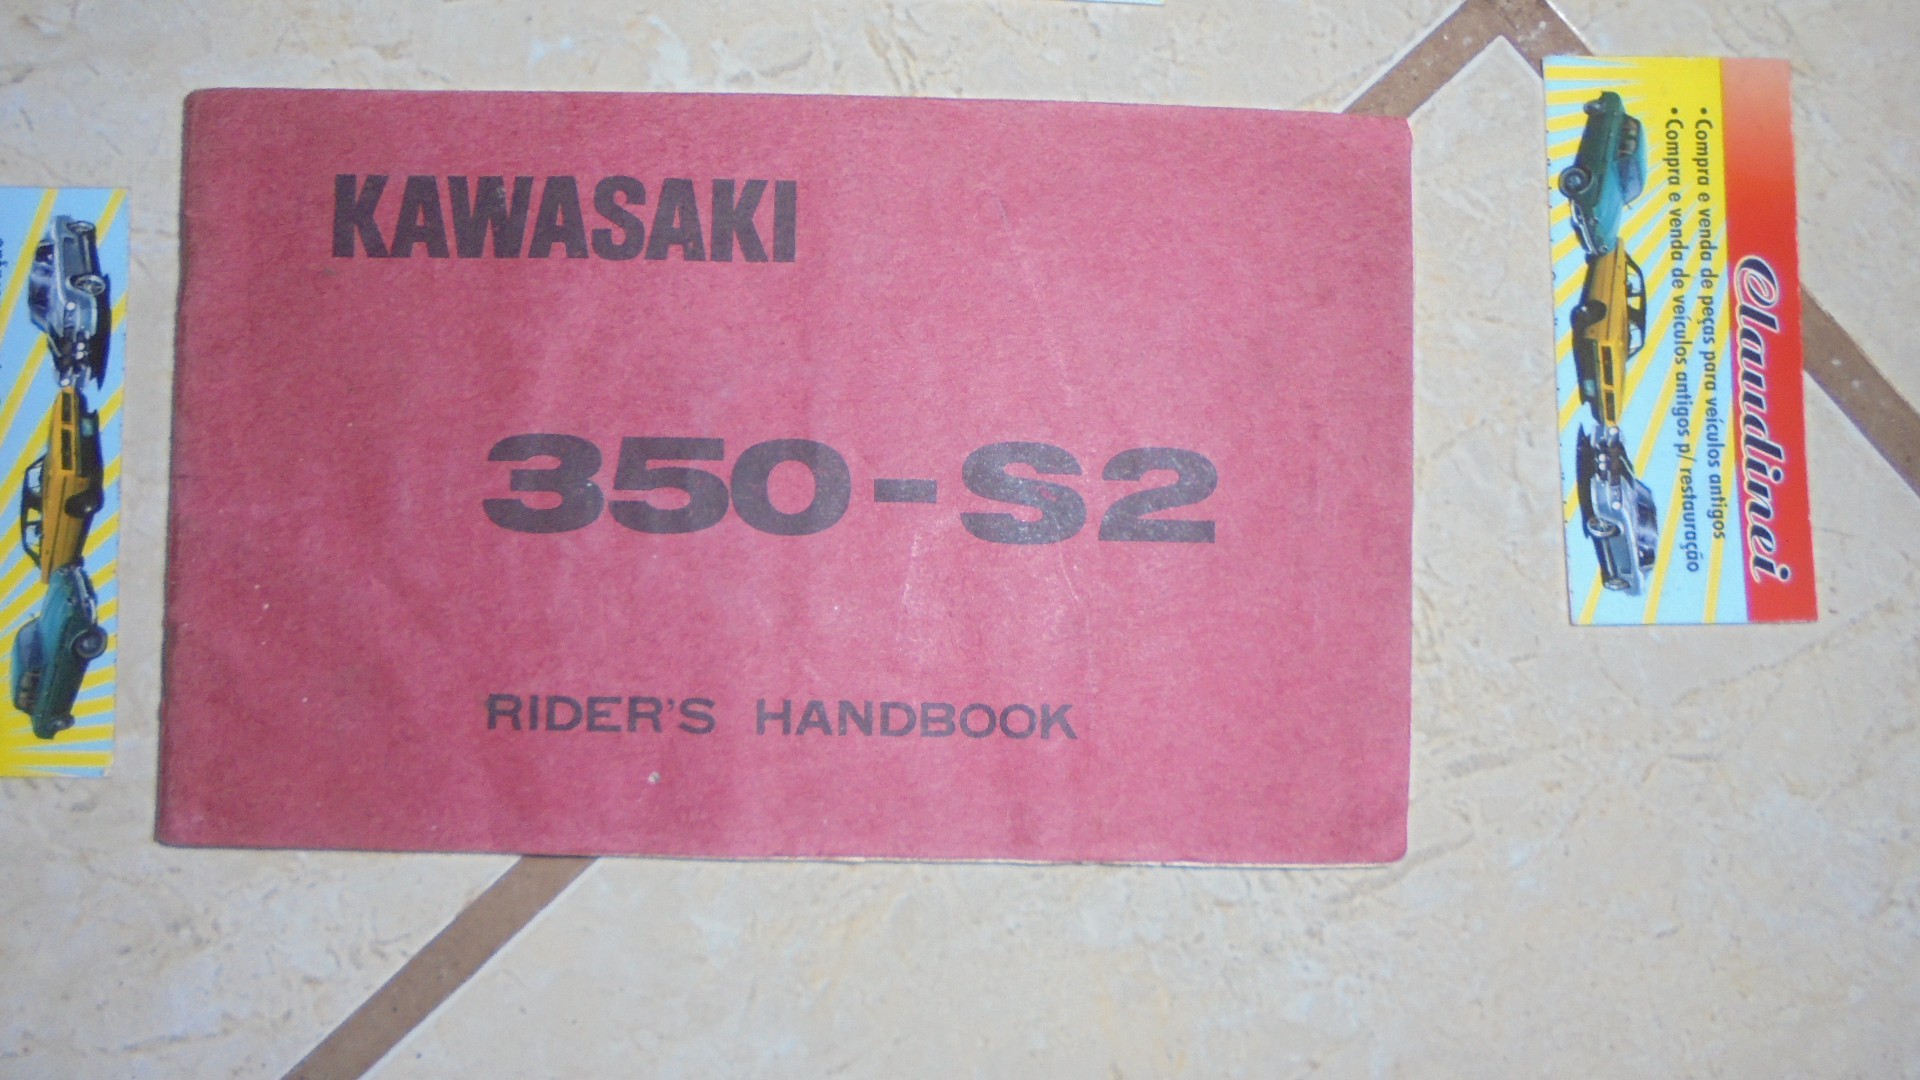 KAWASAKI
350-S2
RIDER'S HANDBOOK
Claudinei
• Compra e venda de peças para veículos antigos
• Compra e venda de veículos antigos p/ restauração